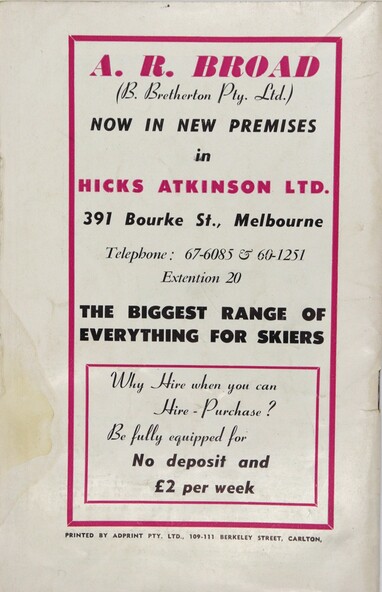 A. R. BROAD
(B. Bretherton Pty. Ltd.)
NOW IN NEW PREMISES
in
HICKS ATKINSON LTD.
391 Bourke St., Melbourne
Telephone: 67-6085 & 60-1251
Extention 20
THE BIGGEST RANGE OF
EVERYTHING FOR SKIERS
Why Hire when you can
Hire - Purchase ?
Be fully equipped for
No deposit and
£2 per week
PRINTED BY ADPRINT PTY. LTD., 109-111 BERKELEY STREET, CARLTON,